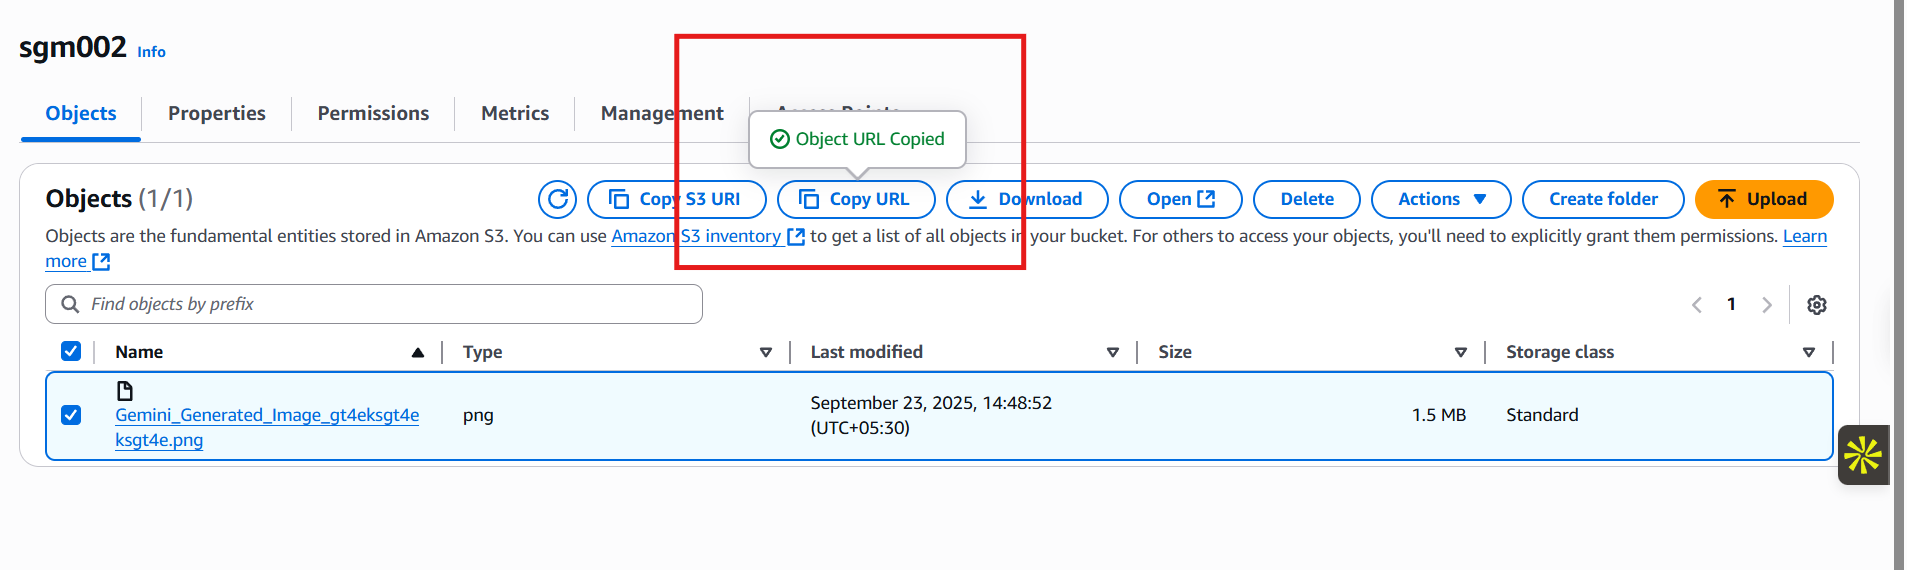 sgm002 Info
Objects Properties Permissions Metrics Management
Object URL Copied
Objects (1/1) Copy S3 URI Copy URL Download Open Delete Actions Create folder Upload
Objects are the fundamental entities stored in Amazon S3. You can use Amazon S3 inventory to get a list of all objects in your bucket. For others to access your objects, you'll need to explicitly grant them permissions. Learn
more
Find objects by prefix 1
Name Type Last modified Size Storage class
Gemini_Generated_Image_gt4eksgt4e
ksgt4e.png png September 23, 2025, 14:48:52 1.5 MB Standard
(UTC+05:30)